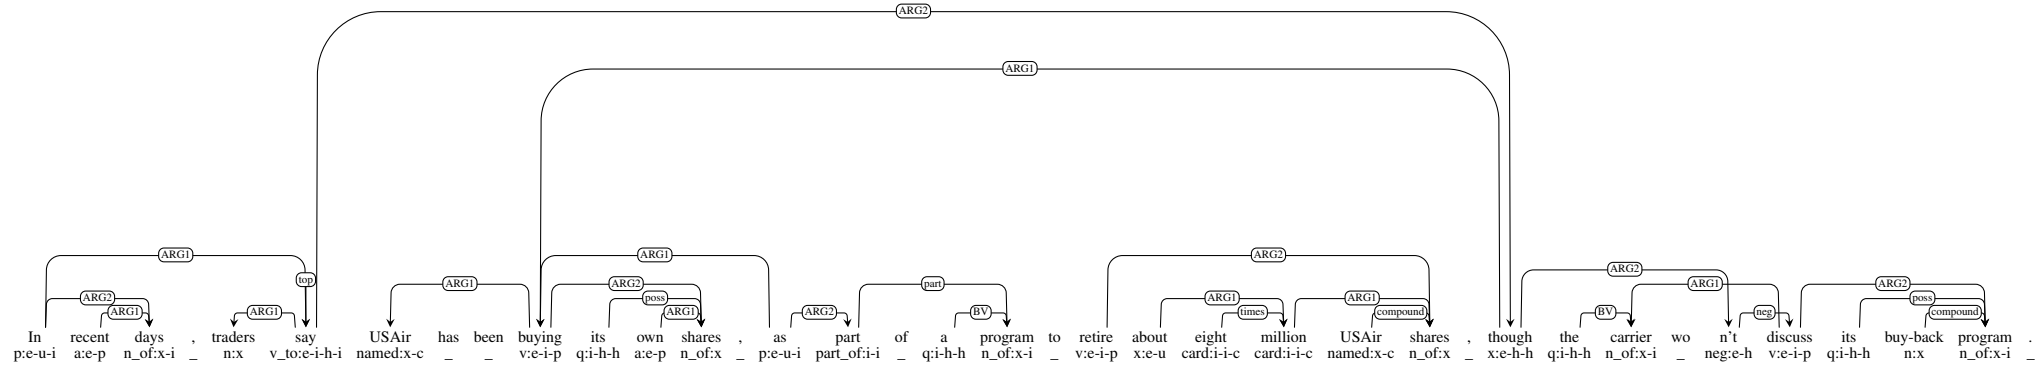 ARG2
ARG1
ARG1 ARG1 ARG2
top
ARG1 ARG2 part ARG2 ARG1 ARG2
ARG2 poss ARG1 ARG1 poss
ARG1 ARG1 ARG1 ARG2 BV times compound BV neg compound
In recent days , traders say USAir has been buying its own shares , as part of a program to retire about eight million USAir shares , though the carrier wo n't discuss its buy-back program .
p:e-u-i a:e-p n_of:x-i _ n:x v_to:e-i-h-i named:x-c _ _ v:e-i-p q:i-h-h a:e-p n_of:x _ p:e-u-i part_of:i-i _ q:i-h-h n_of:x-i _ v:e-i-p x:e-u card:i-i-c card:i-i-c named:x-c n_of:x _ x:e-h-h q:i-h-h n_of:x-i _ neg:e-h v:e-i-p q:i-h-h n:x n_of:x-i _